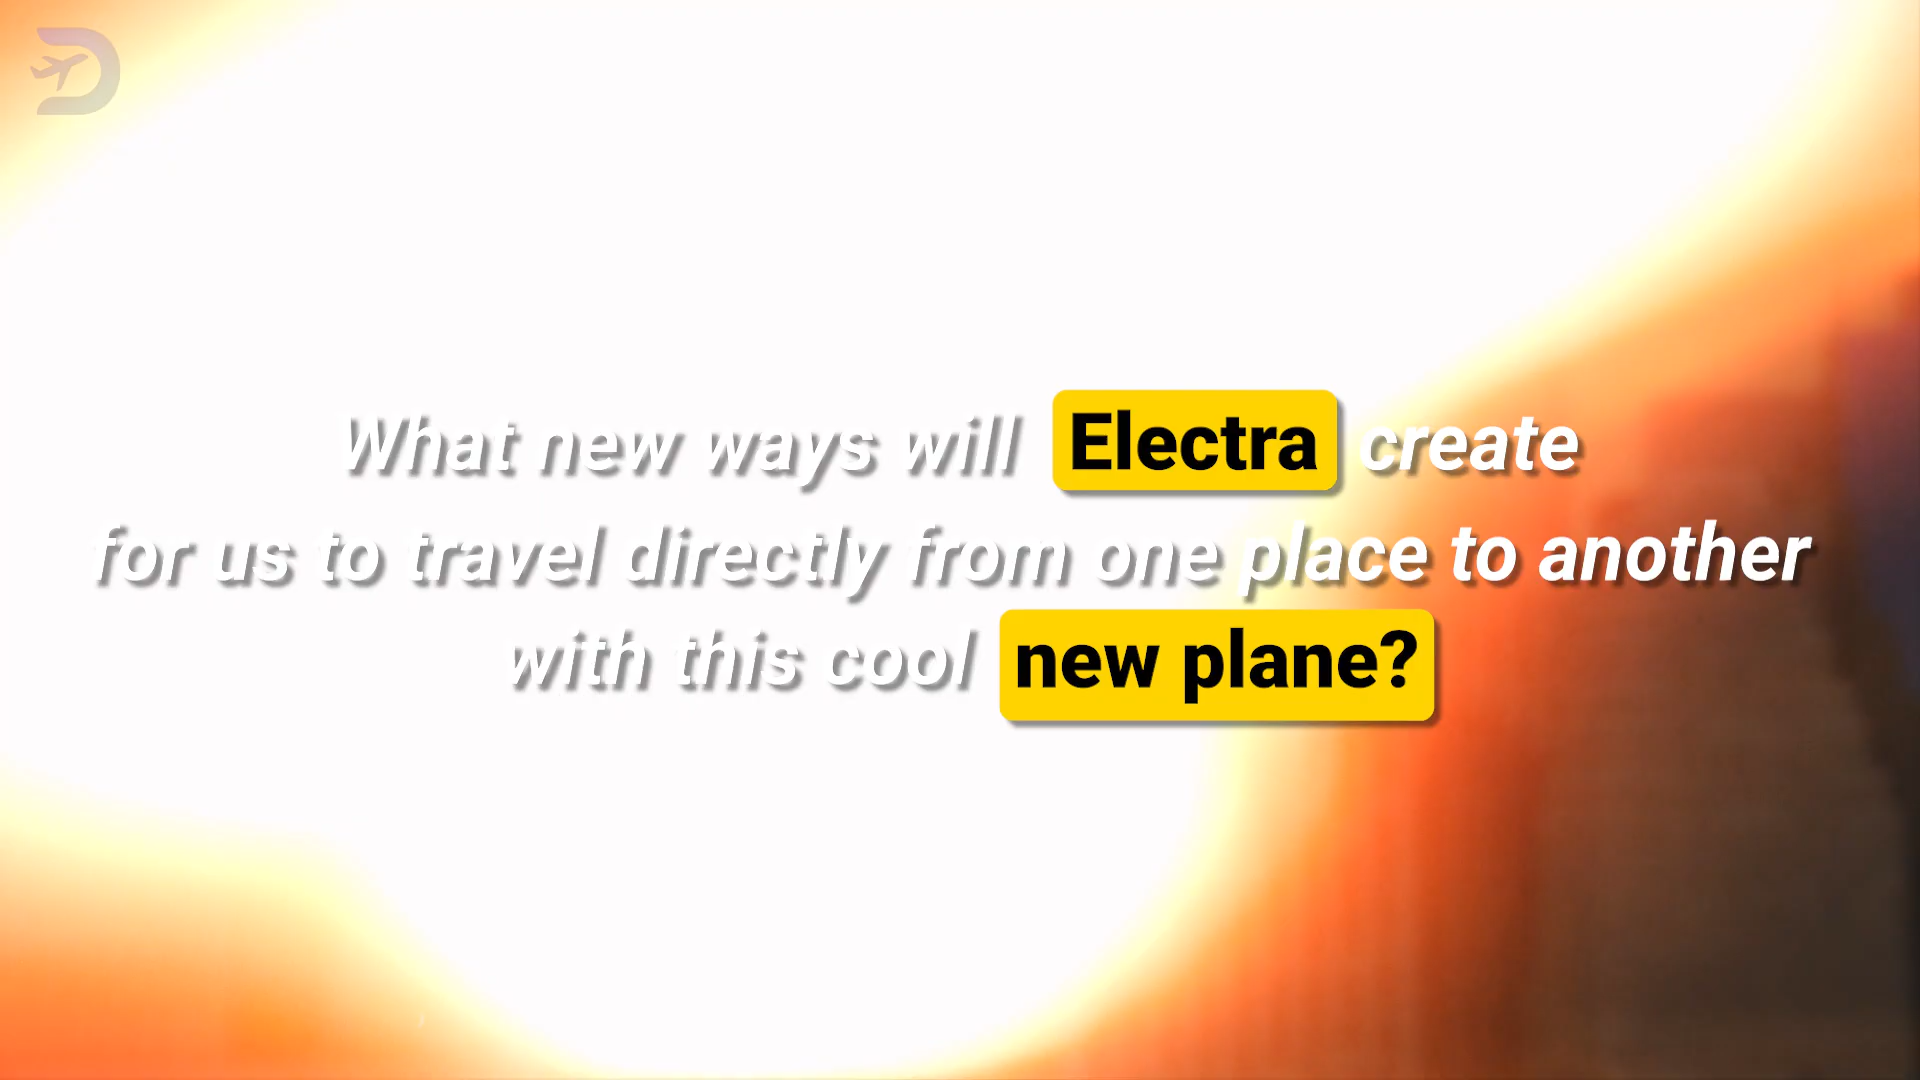 What new ways will Electra create
for us to travel directly from one place to another
with this cool new plane?